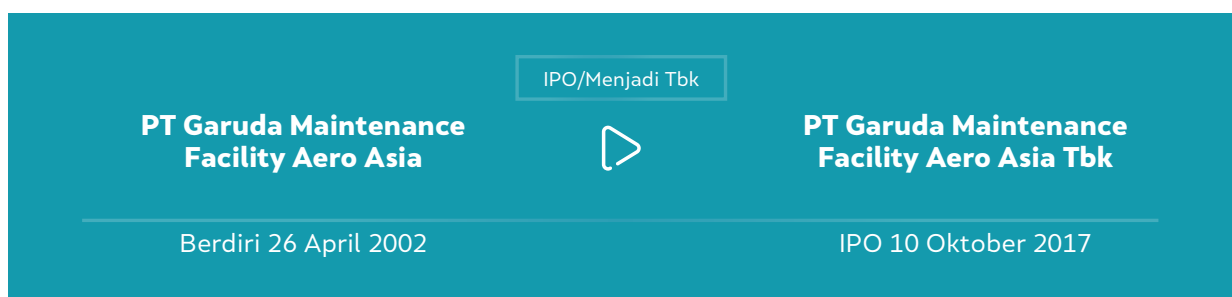 IPO/Menjadi Tbk
PT Garuda Maintenance
Facility Aero Asia
PT Garuda Maintenance
Facility Aero Asia Tbk
Berdiri 26 April 2002
IPO 10 Oktober 2017